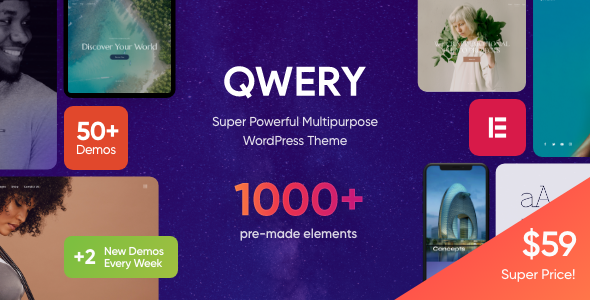 Discover Your World
QWERY
Super Powerful Multipurpose
WordPress Theme
50+
Demos
1000+
pre-made elements
+2
New Demos
Every Week
Concepts
aA
$59
Super Price!